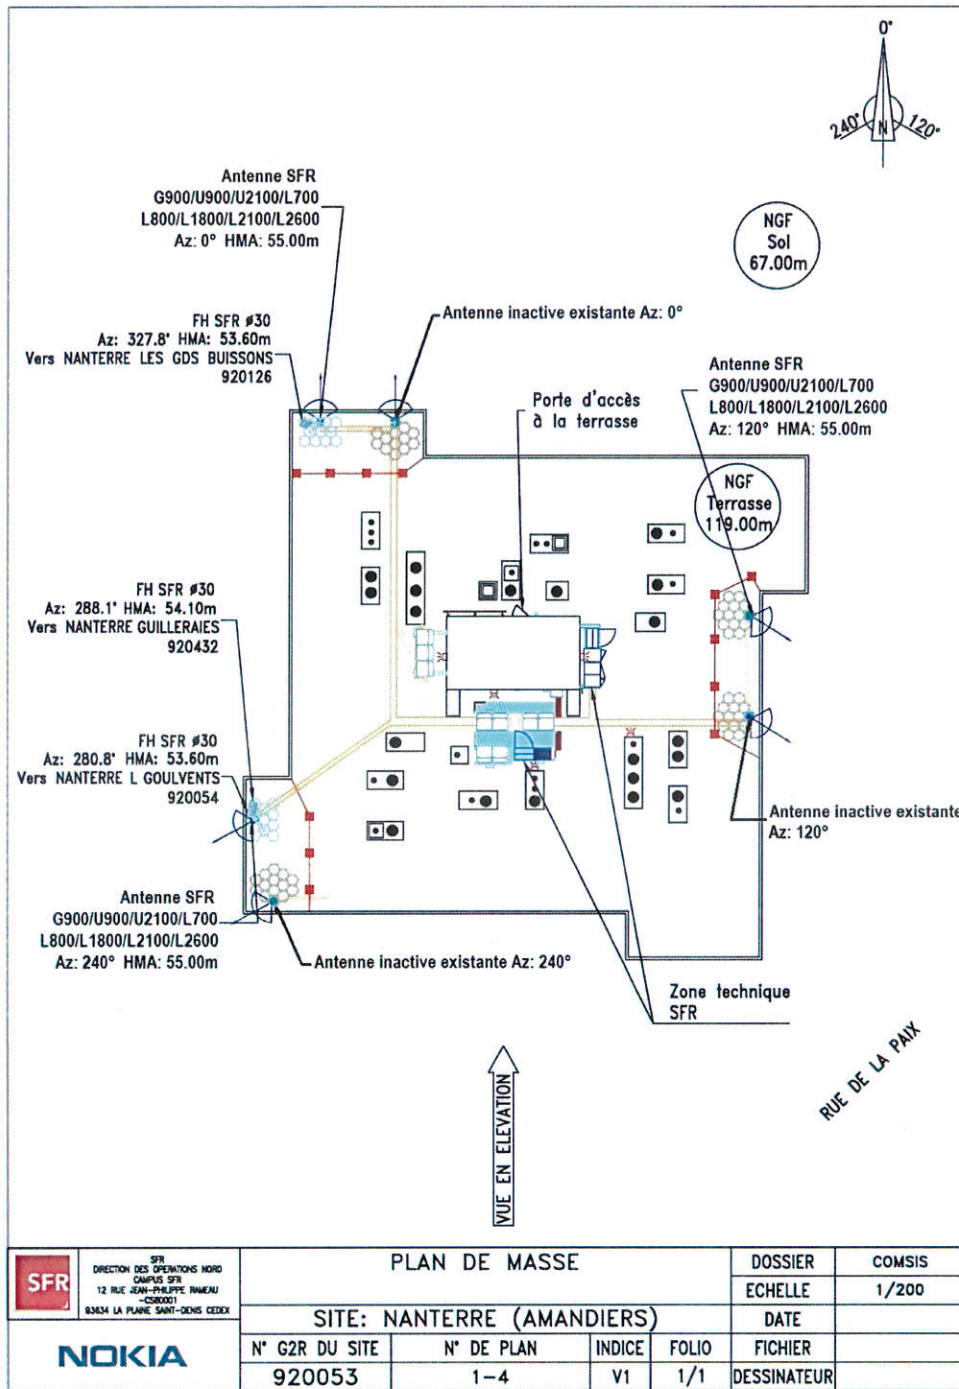 0°
240°
120°
N
Antenne SFR
G900/U900/U2100/L700
L800/L1800/L2100/L2600
Az: 0° HMA: 55.00m
NGF
Sol
67.00m
FH SFR ø30
Az: 327.8° HMA: 53.60m
Vers NANTERRE LES GDS BUISSONS
920126
Antenne inactive existante Az: 0°
Porte d'accès
à la terrasse
Antenne SFR
G900/U900/U2100/L700
L800/L1800/L2100/L2600
Az: 120° HMA: 55.00m
NGF
Terrasse
119.00m
FH SFR ø30
Az: 288.1° HMA: 54.10m
Vers NANTERRE GUILLERAIES
920432
FH SFR ø30
Az: 280.8° HMA: 53.60m
Vers NANTERRE L GOULVENTS
920054
Antenne inactive existante
Az: 120°
Antenne SFR
G900/U900/U2100/L700
L800/L1800/L2100/L2600
Az: 240° HMA: 55.00m
Antenne inactive existante Az: 240°
Zone technique
SFR
RUE DE LA PAIX
VUE EN ELEVATION
SFR
SFR
DIRECTION DES OPERATIONS NORD
CAMPUS SFR
12 RUE JEAN-PHILIPPE RAMEAU
-CS80001
93634 LA PLAINE SAINT-DENIS CEDEX
NOKIA
PLAN DE MASSE
SITE: NANTERRE (AMANDIERS)
DOSSIER COMSIS
ECHELLE 1/200
DATE
N° G2R DU SITE N° DE PLAN INDICE FOLIO FICHIER
920053 1-4 V1 1/1 DESSINATEUR